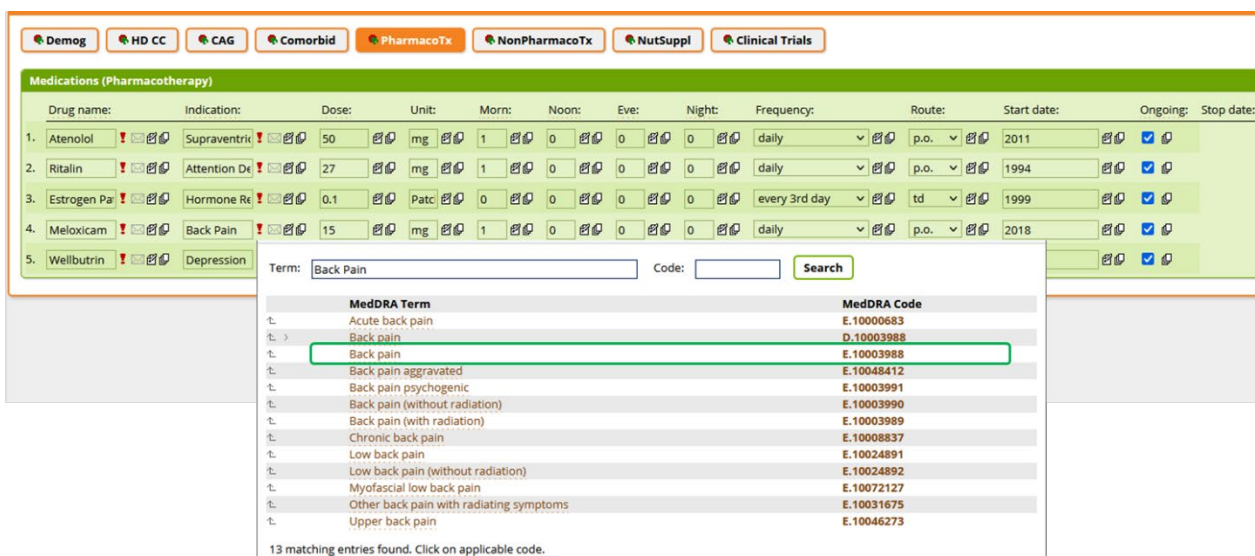 Demog HD CC CAG Comorbid PharmacoTx NonPharmacoTx NutSuppl Clinical Trials
Medications (Pharmacotherapy)
Drug name: Indication: Dose: Unit: Morn: Noon: Eve: Night: Frequency: Route: Start date: Ongoing: Stop date:
1. Atenolol Supraventric 50 mg 1 0 0 0 daily p.o. 2011
2. Ritalin Attention De 27 mg 1 0 0 0 daily p.o. 1994
3. Estrogen Pa Hormone Re 0.1 Patc 0 0 0 0 every 3rd day td 1999
4. Meloxicam Back Pain 15 mg 1 0 0 0 daily p.o. 2018
5. Wellbutrin Depression
Term: Back Pain Code: Search
MedDRA Term MedDRA Code
Acute back pain E.10000683
Back pain D.10003988
Back pain E.10003988
Back pain aggravated E.10048412
Back pain psychogenic E.10003991
Back pain (without radiation) E.10003990
Back pain (with radiation) E.10003989
Chronic back pain E.10008837
Low back pain E.10024891
Low back pain (without radiation) E.10024892
Myofascial low back pain E.10072127
Other back pain with radiating symptoms E.10031675
Upper back pain E.10046273
13 matching entries found. Click on applicable code.